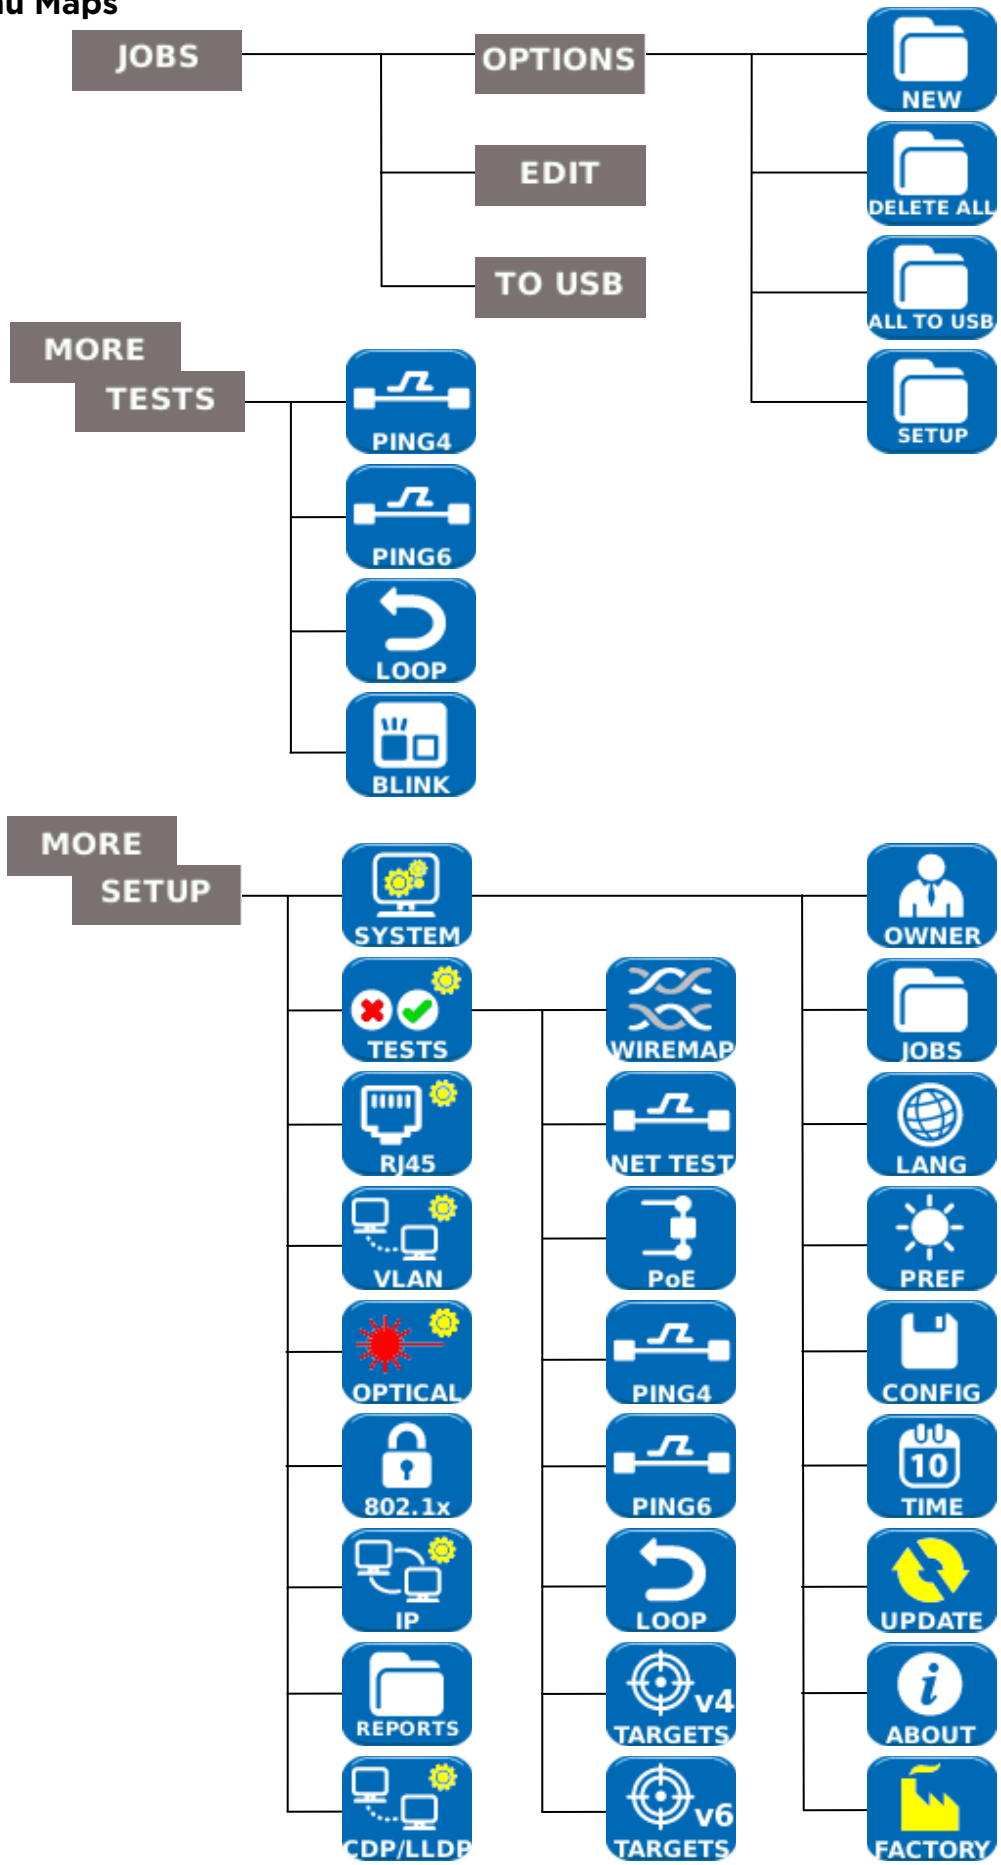 nu Maps
JOBS
OPTIONS
NEW
EDIT
DELETE ALL
TO USB
ALL TO USB
SETUP
MORE
TESTS
PING4
PING6
LOOP
BLINK
MORE
SETUP
SYSTEM
OWNER
TESTS
WIREMAP
JOBS
RJ45
NET TEST
LANG
VLAN
PoE
PREF
OPTICAL
PING4
CONFIG
802.1x
PING6
10
TIME
IP
LOOP
UPDATE
REPORTS
v4
TARGETS
i
ABOUT
CDP/LLDP
v6
TARGETS
FACTORY